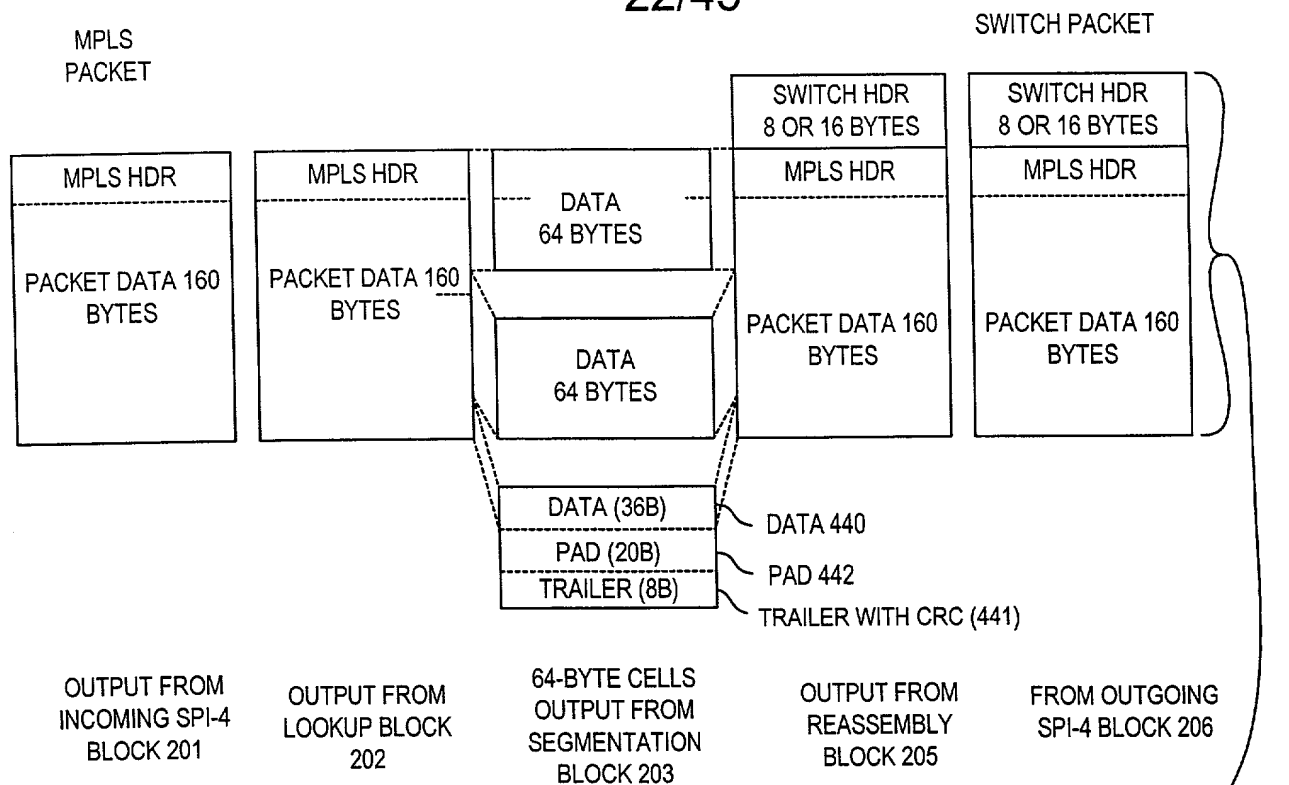 22/45
MPLS
PACKET
SWITCH PACKET
MPLS HDR
PACKET DATA 160
BYTES
MPLS HDR
PACKET DATA 160
BYTES
DATA
64 BYTES
DATA
64 BYTES
DATA (36B)
PAD (20B)
TRAILER (8B)
DATA 440
PAD 442
TRAILER WITH CRC (441)
SWITCH HDR
8 OR 16 BYTES
MPLS HDR
PACKET DATA 160
BYTES
SWITCH HDR
8 OR 16 BYTES
MPLS HDR
PACKET DATA 160
BYTES
OUTPUT FROM
INCOMING SPI-4
BLOCK 201
OUTPUT FROM
LOOKUP BLOCK
202
64-BYTE CELLS
OUTPUT FROM
SEGMENTATION
BLOCK 203
OUTPUT FROM
REASSEMBLY
BLOCK 205
FROM OUTGOING
SPI-4 BLOCK 206